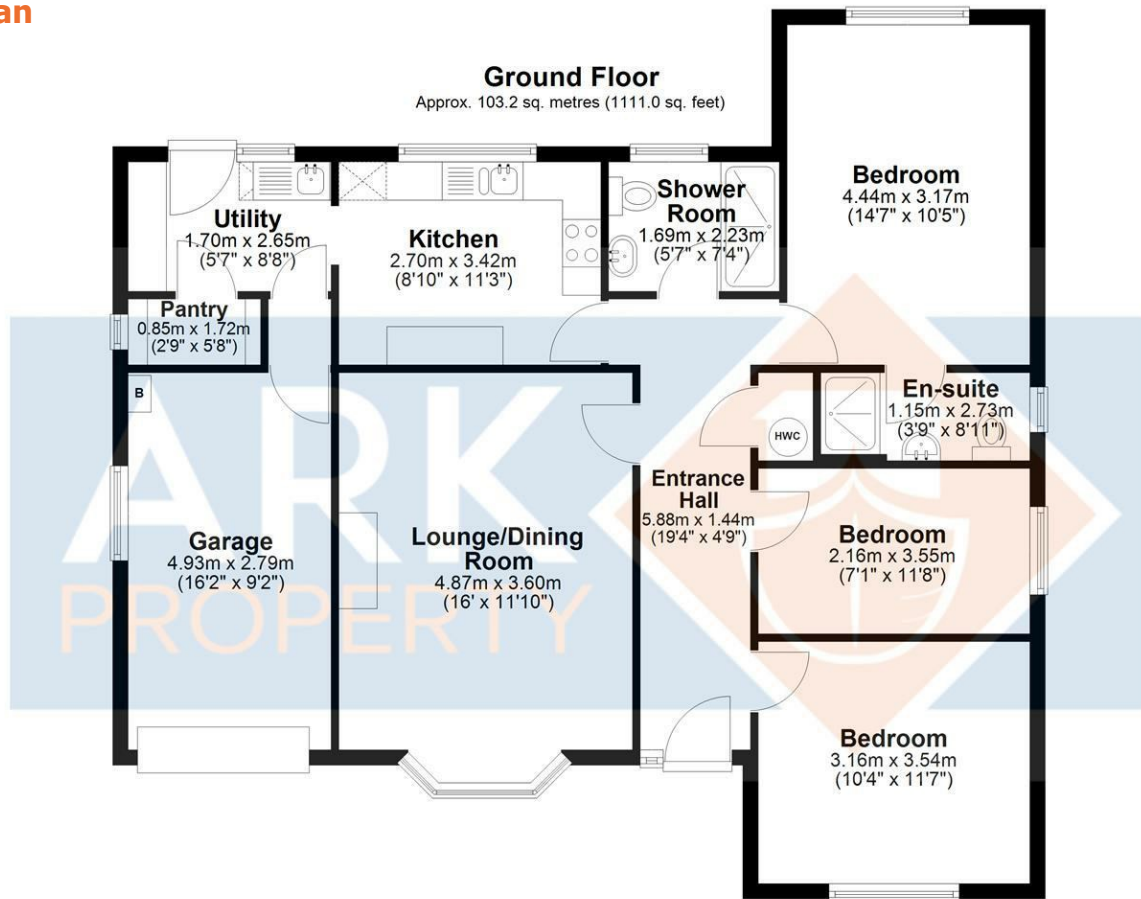 an
Ground Floor
Approx. 103.2 sq. metres (1111.0 sq. feet)
Bedroom
4.44m x 3.17m
(14'7" x 10'5")
Shower
Room
1.69m x 2.23m
(5'7" x 7'4")
Utility
1.70m x 2.65m
(5'7" x 8'8")
Kitchen
2.70m x 3.42m
(8'10" x 11'3")
Pantry
0.85m x 1.72m
(2'9" x 5'8")
B
En-suite
1.15m x 2.73m
(3'9" x 8'11")
HWC
Entrance
Hall
5.88m x 1.44m
(19'4" x 4'9")
Garage
4.93m x 2.79m
(16'2" x 9'2")
Lounge/Dining
Room
4.87m x 3.60m
(16' x 11'10")
Bedroom
2.16m x 3.55m
(7'1" x 11'8")
Bedroom
3.16m x 3.54m
(10'4" x 11'7")
ARK
PROPERTY